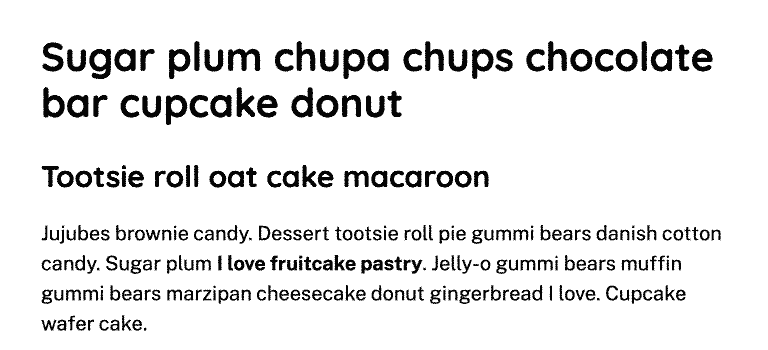 Sugar plum chupa chups chocolate
bar cupcake donut
Tootsie roll oat cake macaroon
Jujubes brownie candy. Dessert tootsie roll pie gummi bears danish cotton
candy. Sugar plum I love fruitcake pastry. Jelly-o gummi bears muffin
gummi bears marzipan cheesecake donut gingerbread I love. Cupcake
wafer cake.